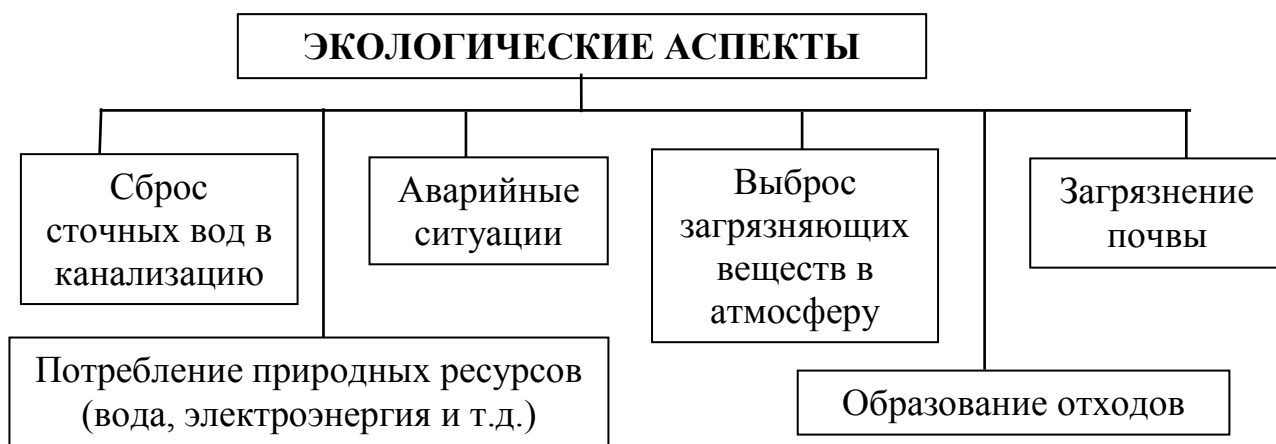 ЭКОЛОГИЧЕСКИЕ АСПЕКТЫ
Сброс
сточных вод в
канализацию
Аварийные
ситуации
Выброс
загрязняющих
веществ в
атмосферу
Загрязнение
почвы
Потребление природных ресурсов
(вода, электроэнергия и т.д.)
Образование отходов